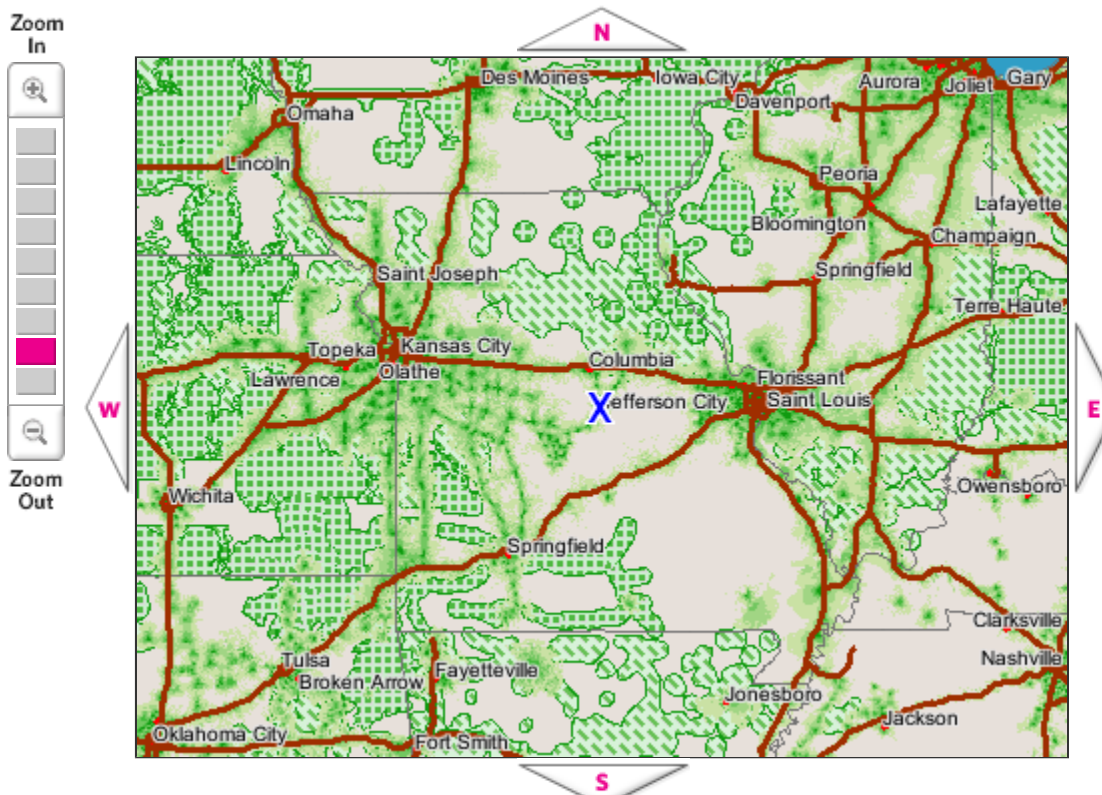 Zoom
In
N
Des Moines
Iowa City
Aurora
Joliet
Gary
Davenport
Omaha
Lincoln
Peoria
Lafayette
Bloomington
Champaign
Saint Joseph
Springfield
Terre Haute
Topeka
Kansas City
Columbia
Lawrence
Olathe
Florissant
W
X
efferson City
Saint Louis
E
Zoom
Out
Wichita
Owensboro
Springfield
Clarksville
Tulsa
Broken Arrow
Fayetteville
Nashville
Jonesboro
Oklahoma City
Fort Smith
Jackson
S